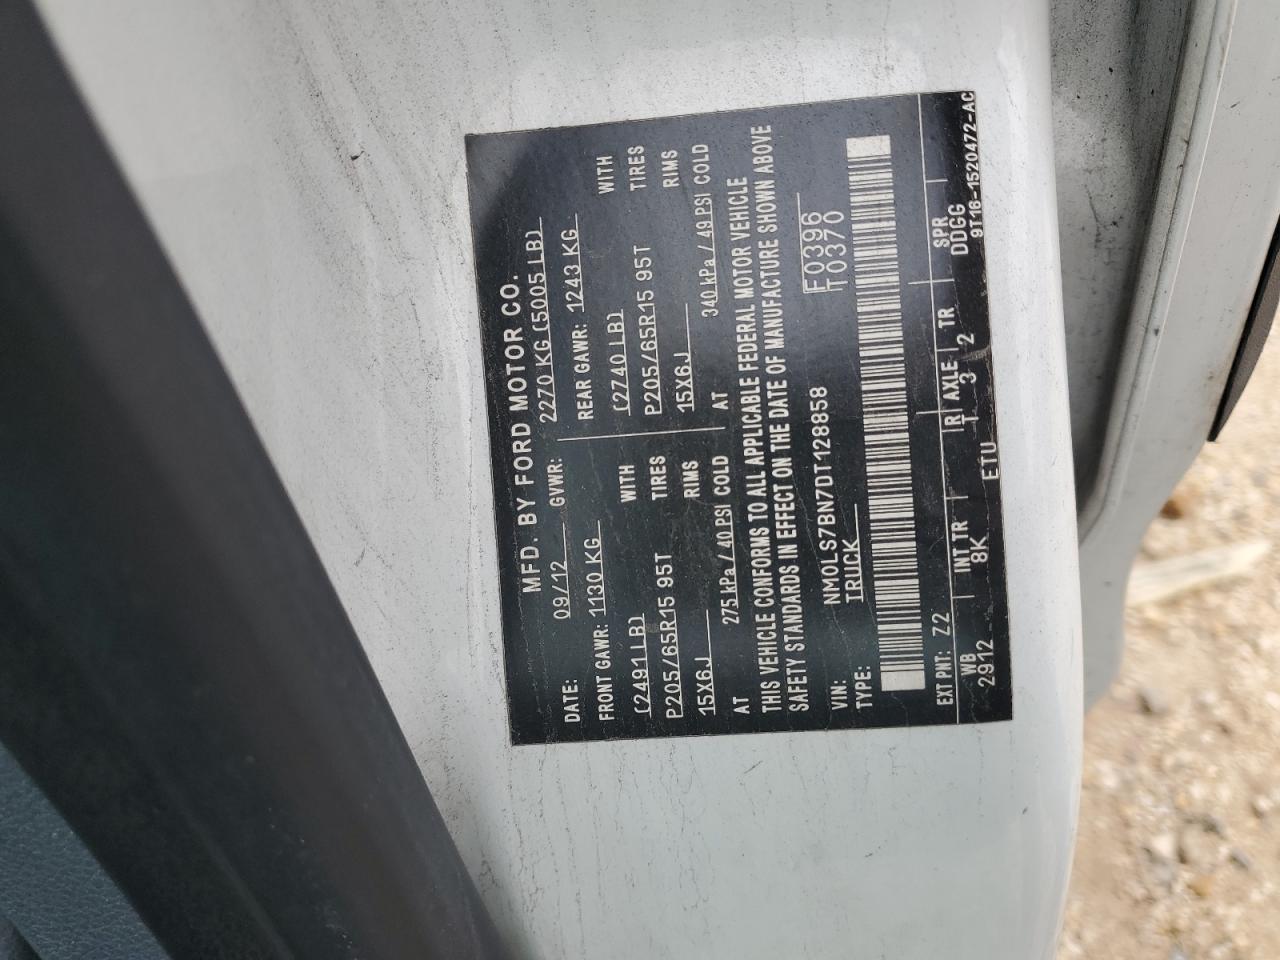 MFD. BY FORD MOTOR CO.
DATE: 09/12 GVWR: 2270 KG (5005 LB)
FRONT GAWR: 1130 KG REAR GAWR: 1243 KG
(2491 LB) WITH (2740 LB) WITH
P205/65R15 95T TIRES P205/65R15 95T TIRES
15X6J RIMS 15X6J RIMS
AT 275 kPa / 40 PSI COLD AT 340 kPa / 49 PSI COLD
THIS VEHICLE CONFORMS TO ALL APPLICABLE FEDERAL MOTOR VEHICLE
SAFETY STANDARDS IN EFFECT ON THE DATE OF MANUFACTURE SHOWN ABOVE
VIN: NM0LS7BN7DT128858 F0396
TYPE: TRUCK T0370
EXT PNT: Z2 R AXLE TR SPR
WB INT TR T 3 2 DDGG
2912 8K ETU 9T16-1520472-AC